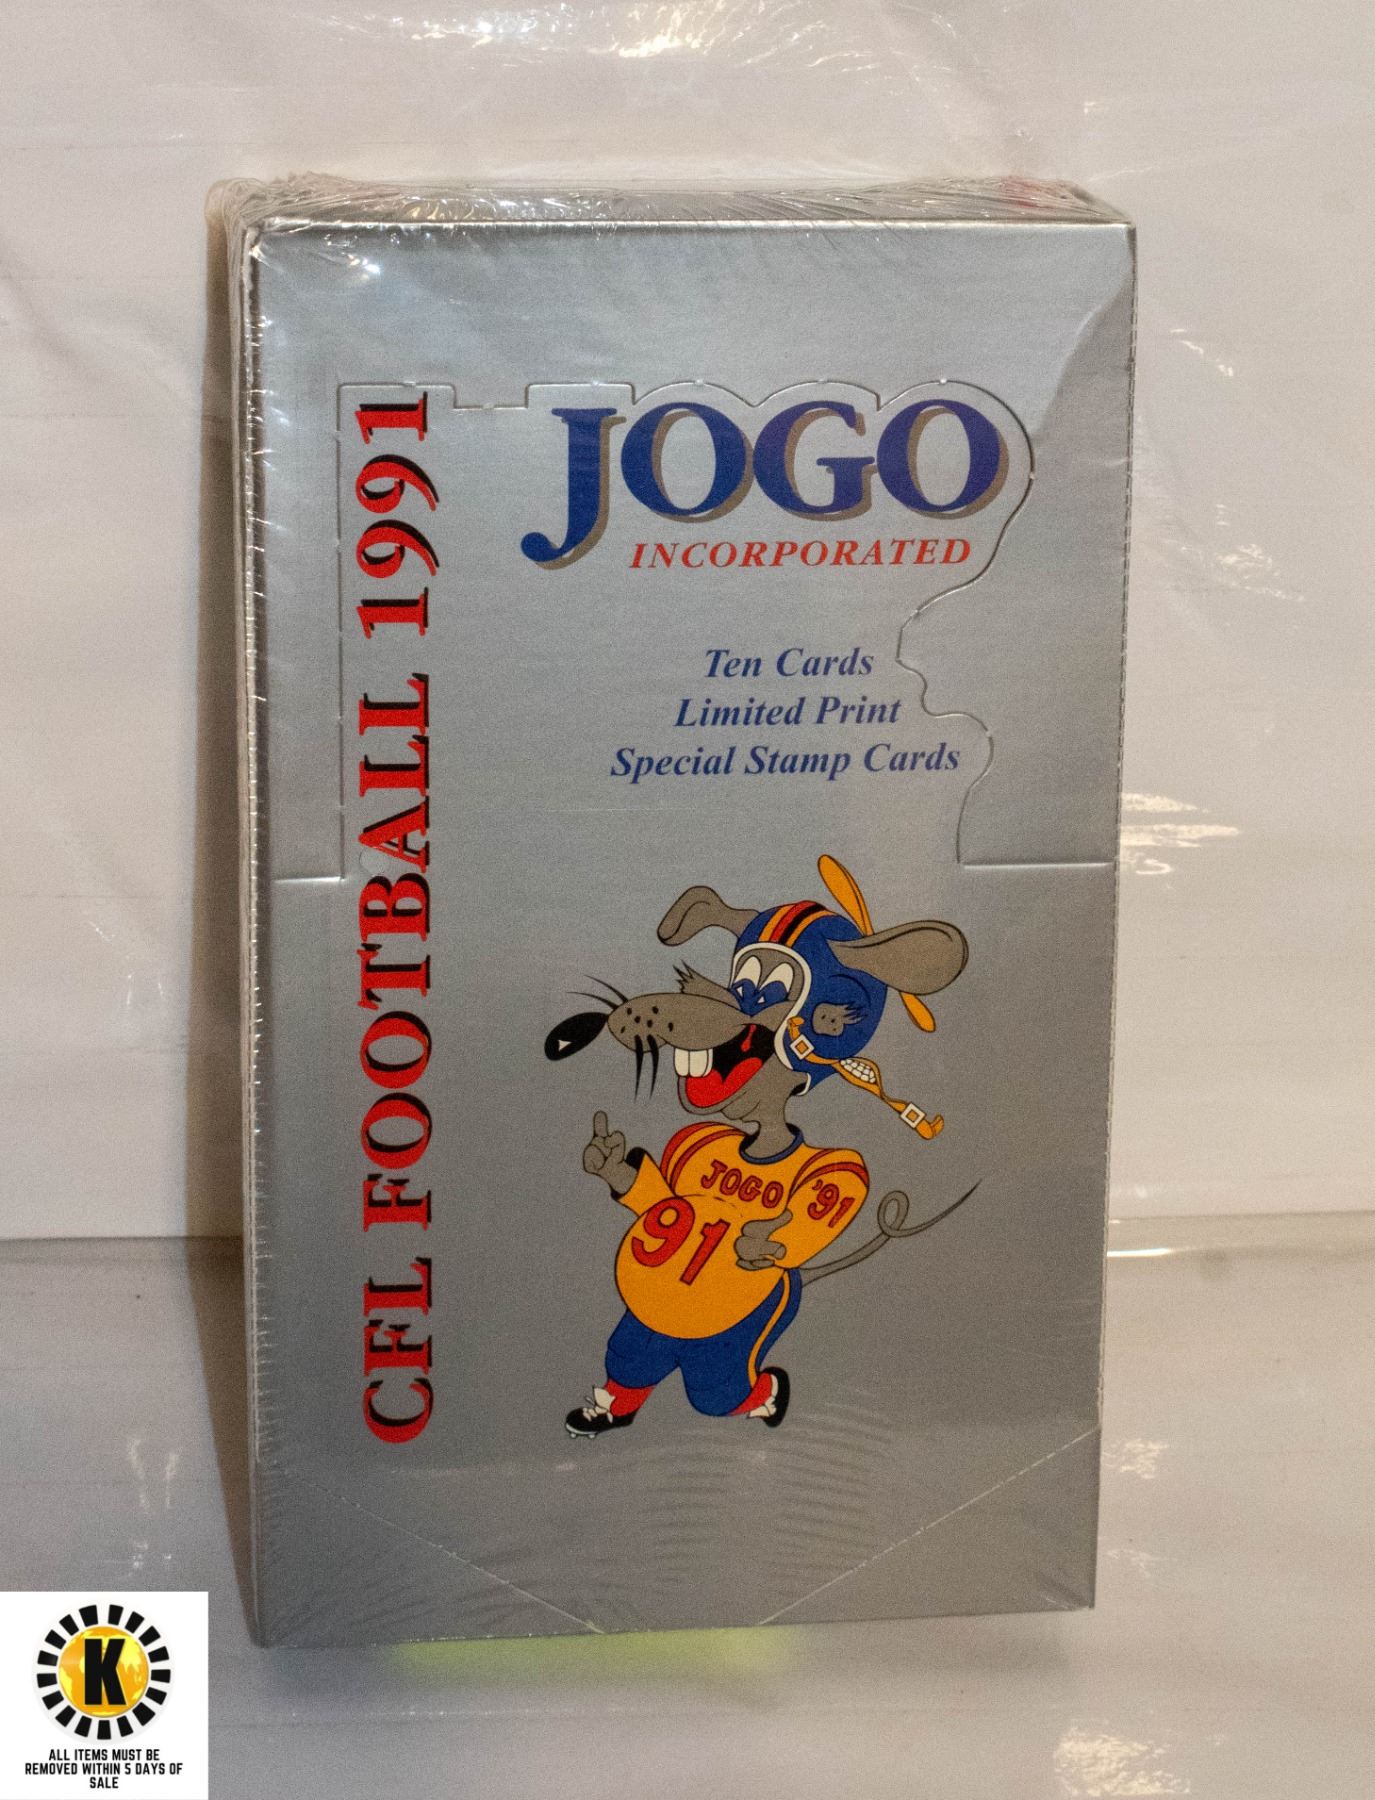 CFL FOOTBALL 1991
JOGO
INCORPORATED
Ten Cards
Limited Print
Special Stamp Cards
JOGO
'91
91
K
ALL ITEMS MUST BE
REMOVED WITHIN 5 DAYS OF
SALE